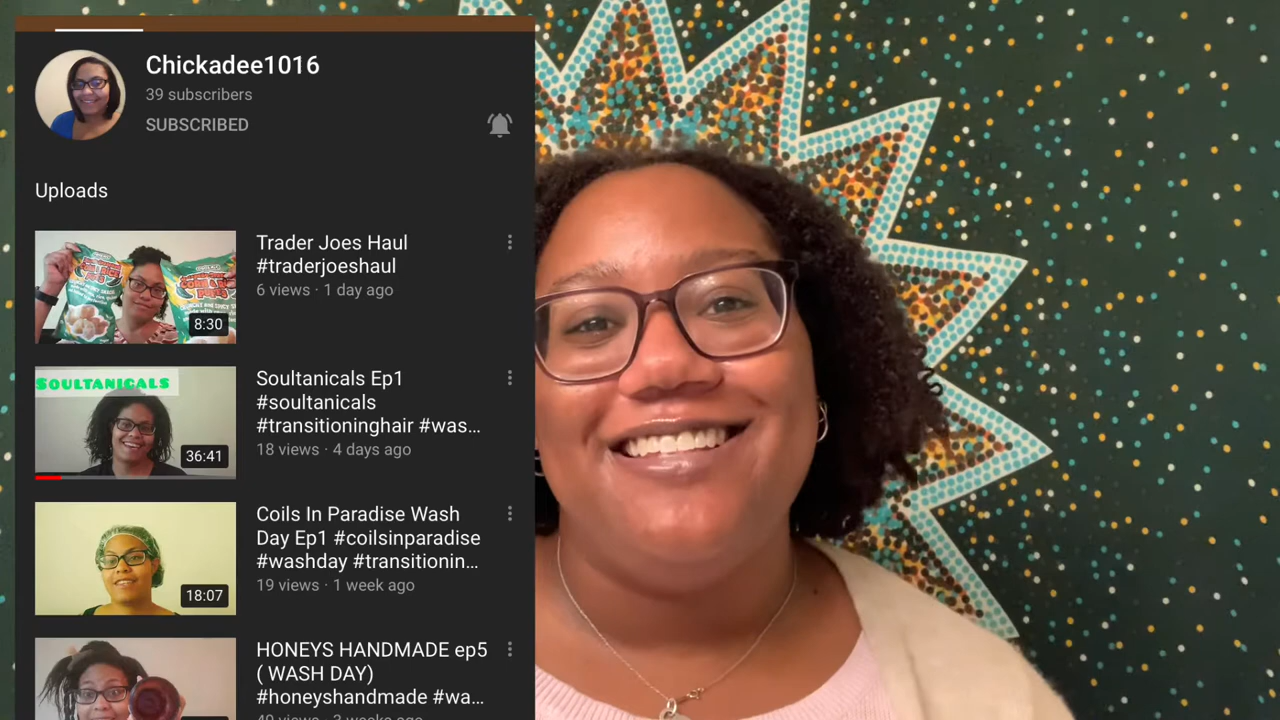 Chickadee1016
39 subscribers
SUBSCRIBED
Uploads
Trader Joes Haul
#traderjoeshaul
6 views · 1 day ago
8:30
SOULTANICALS
Soultanicals Ep1
#soultanicals
#transitioninghair #was...
18 views · 4 days ago
36:41
Coils In Paradise Wash
Day Ep1 #coilsinparadise
#washday #transitionin...
19 views · 1 week ago
18:07
HONEYS HANDMADE ep5
( WASH DAY)
#honeyshandmade #wa...